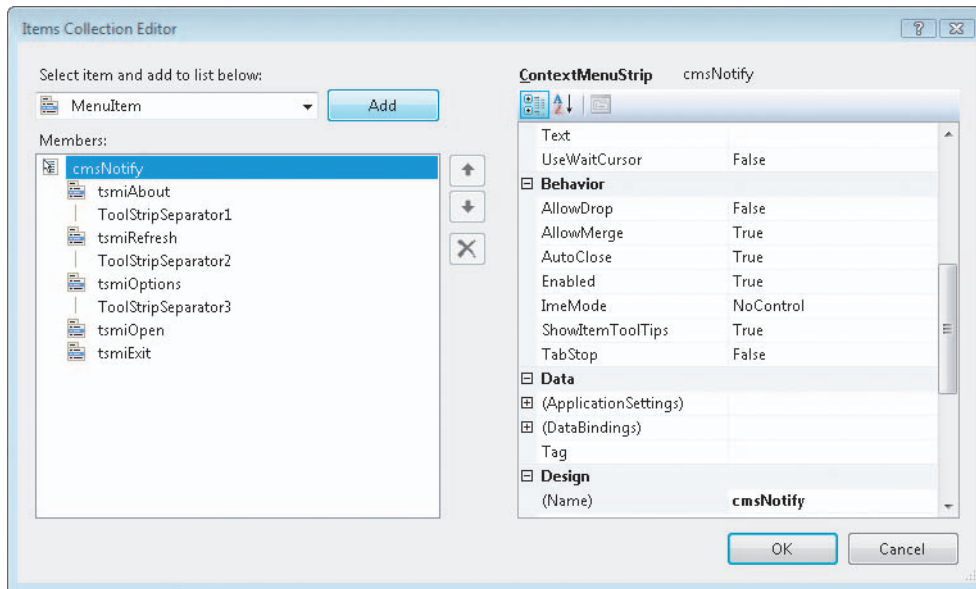 Items Collection Editor
Select item and add to list below:
MenuItem
Add
Members:
cmsNotify
tsmiAbout
ToolStripSeparator1
tsmiRefresh
ToolStripSeparator2
tsmiOptions
ToolStripSeparator3
tsmiOpen
tsmiExit
ContextMenuStrip cmsNotify
Text
UseWaitCursor False
Behavior
AllowDrop False
AllowMerge True
AutoClose True
Enabled True
ImeMode NoControl
ShowItemToolTips True
TabStop False
Data
(ApplicationSettings)
(DataBindings)
Tag
Design
(Name) cmsNotify
OK
Cancel